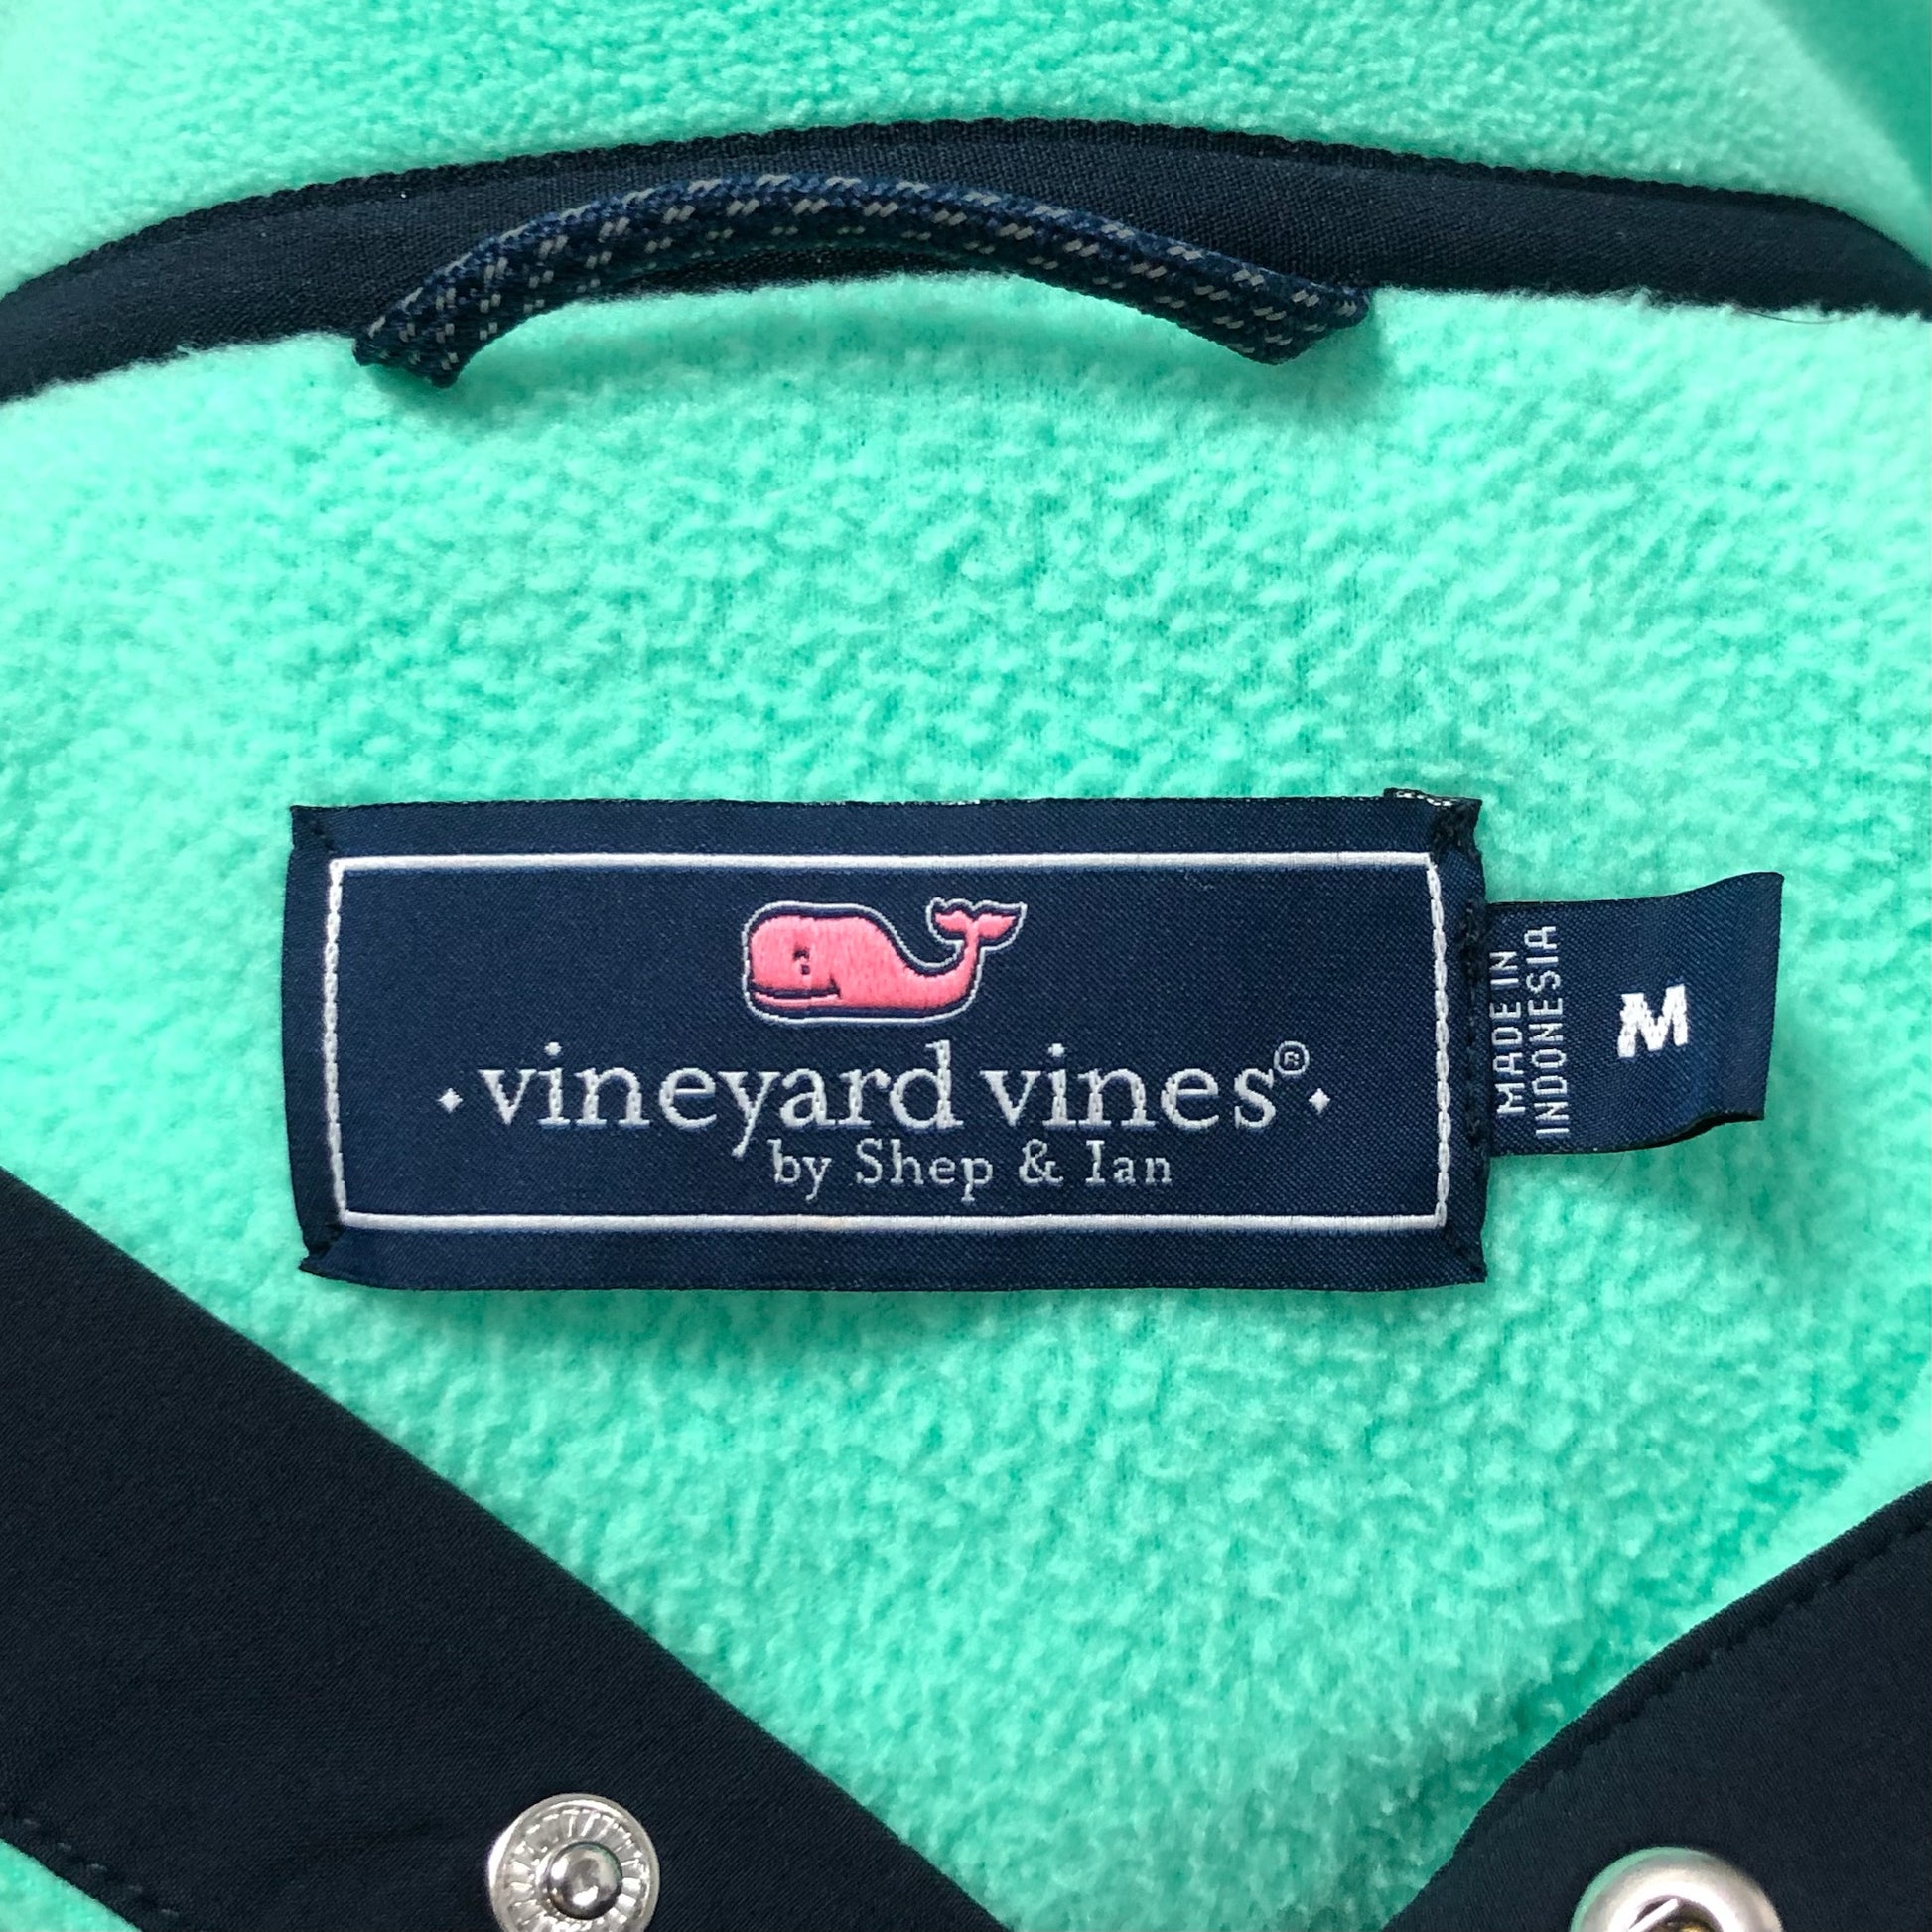 vineyard vines®
by Shep & Ian
MADE IN
INDONESIA
M